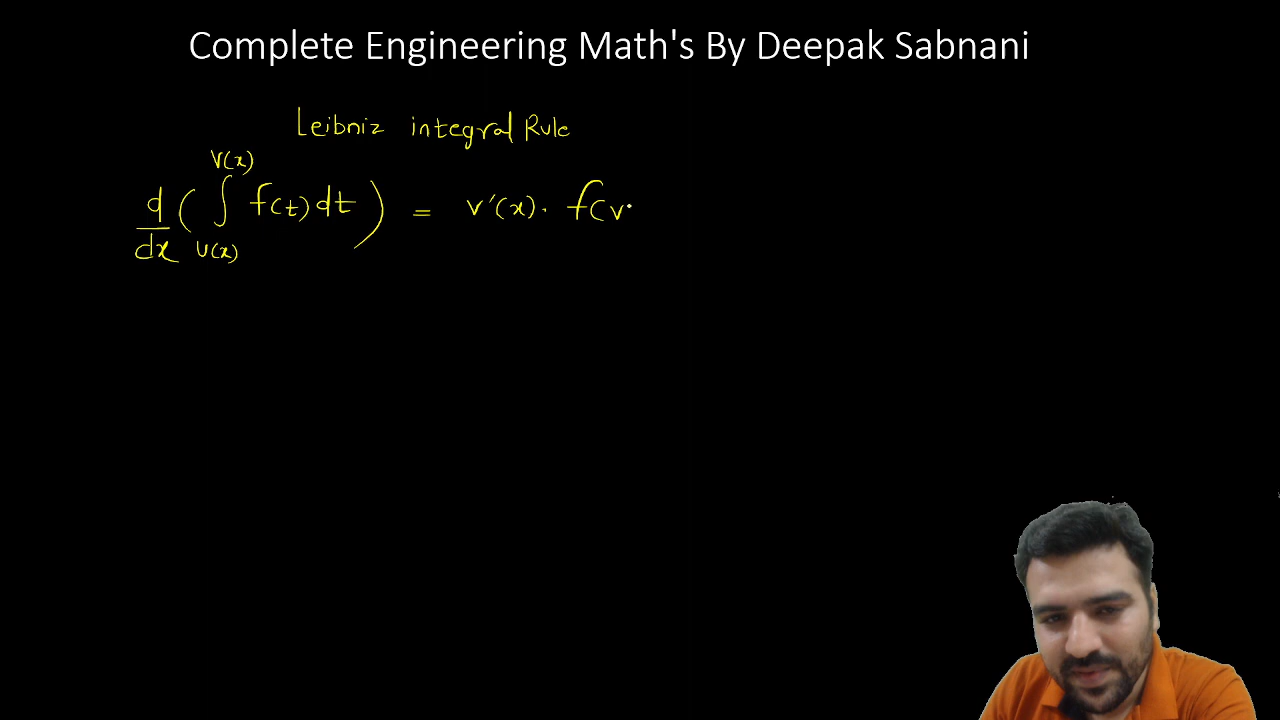 Complete Engineering Math's By Deepak Sabnani
Leibniz integral Rule
d/dx ( ∫_{U(x)}^{V(x)} f(t) dt ) = v'(x). f(v